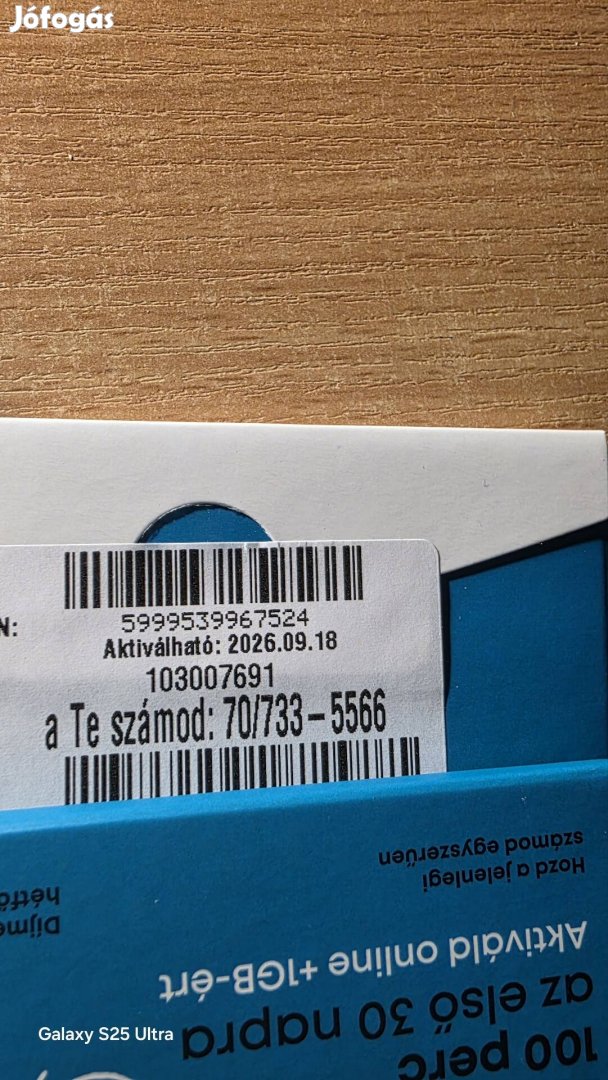 Jófogás
N:
5999539967524
Aktiválható: 2026.09.18
103007691
a Te számod: 70/733-5566
Hozd a jelenlegi
számod egyszerűen
Aktiváld online +1GB-ért
100 perc
az első 30 napra
Galaxy S25 Ultra